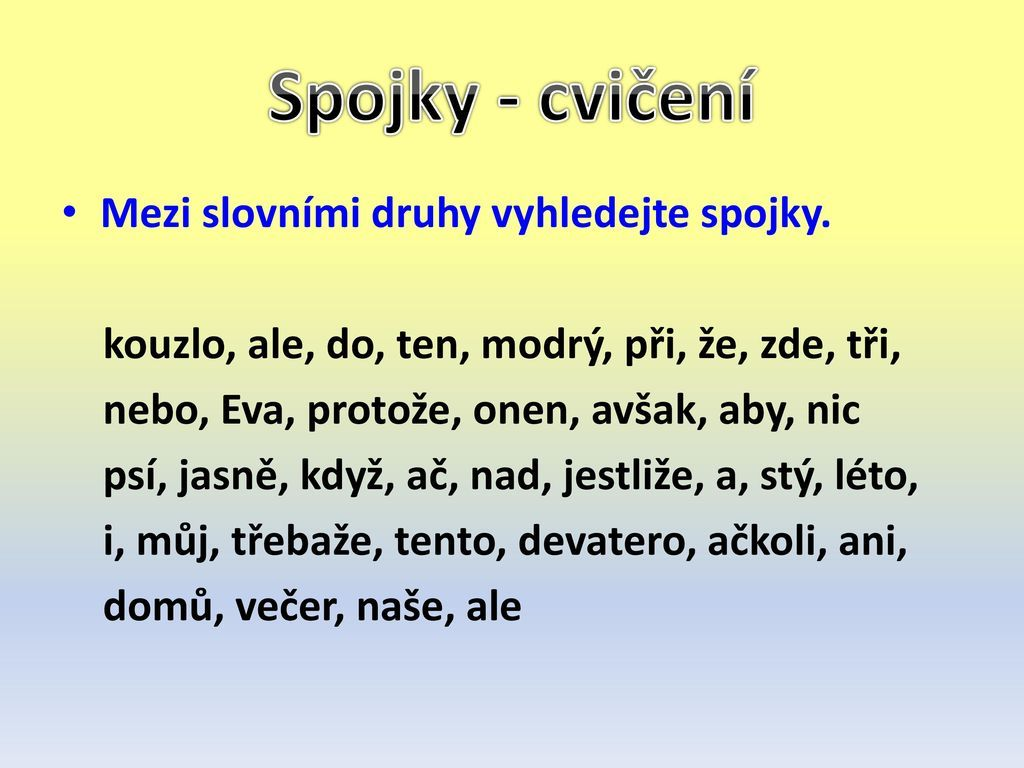 Spojky - cvičení
• Mezi slovními druhy vyhledejte spojky.
kouzlo, ale, do, ten, modrý, při, že, zde, tři,
nebo, Eva, protože, onen, avšak, aby, nic
psí, jasně, když, ač, nad, jestliže, a, stý, léto,
i, můj, třebaže, tento, devatero, ačkoli, ani,
domů, večer, naše, ale